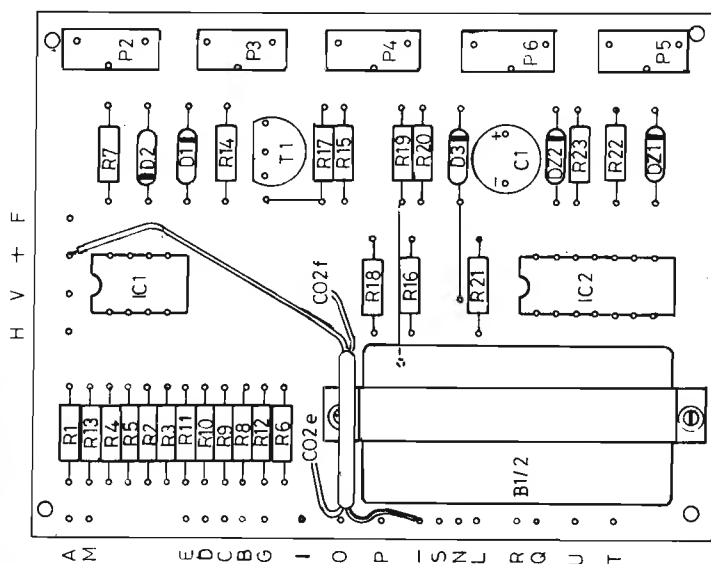 P2 P3 P4 P6 P5
R7 D2 D1 R14 T1 R17 R15 R19 R20 D3 + C1 - DZ2 R23 R22 DZ1
H V + F
IC1 CO2f R18 R16 R21 IC2
R1 R13 R4 R5 R2 R3 R11 R10 R9 R8 R12 R6
CO2e
B1/2
A M E D C B G I O P - S N L R Q U T